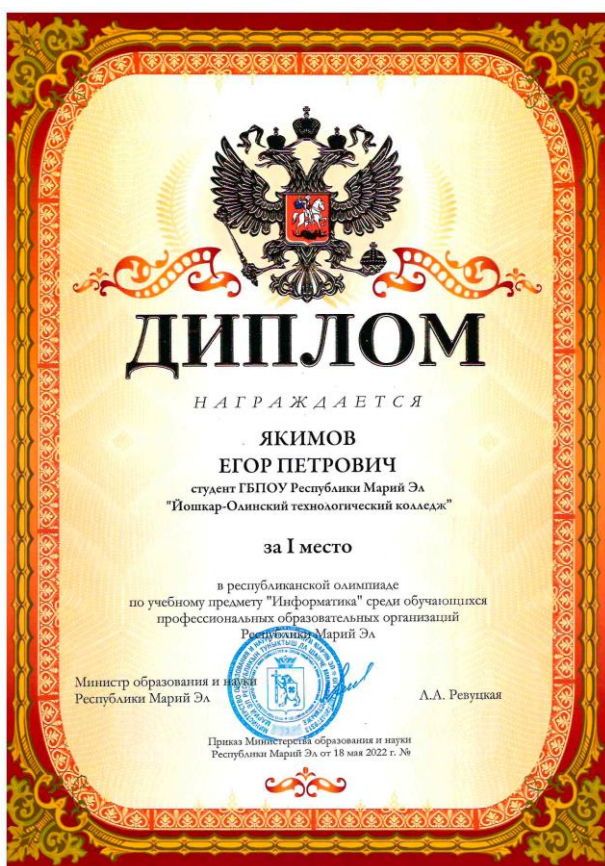 ДИПЛОМ
НАГРАЖДАЕТСЯ
ЯКИМОВ
ЕГОР ПЕТРОВИЧ
студент ГБПОУ Республики Марий Эл
"Йошкар-Олинский технологический колледж"
за I место
в республиканской олимпиаде
по учебному предмету "Информатика" среди обучающихся
профессиональных образовательных организаций
Республики Марий Эл
Министр образования и науки
Республики Марий Эл
Л.А. Ревуцкая
Приказ Министерства образования и науки
Республики Марий Эл от 18 мая 2022 г. №